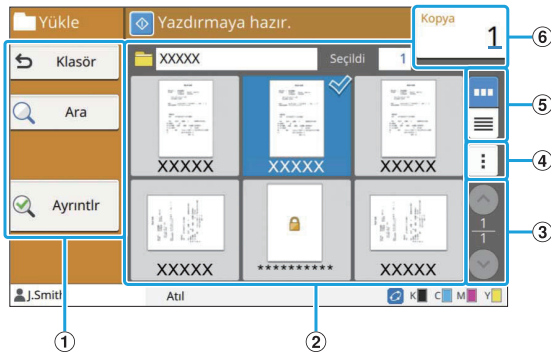 Yükle
Yazdırmaya hazır.
Kopya
1
6
Klasör
XXXXX
Seçildi
1
5
Ara
XXXXX
XXXXX
XXXXX
4
Ayrıntlr
1
1
3
XXXXX
**********
XXXXX
J.Smith
Atıl
K
C
M
Y
1
2